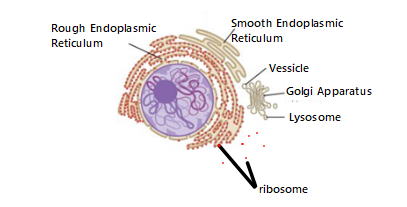 Rough Endoplasmic
Reticulum
Smooth Endoplasmic
Reticulum
Vessicle
Golgi Apparatus
Lysosome
ribosome